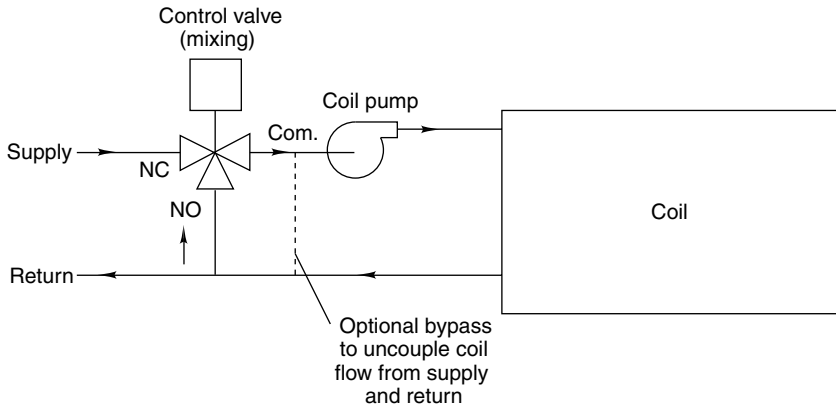 Control valve
(mixing)
Coil pump
Supply
Com.
NC
NO
Coil
Return
Optional bypass
to uncouple coil
flow from supply
and return